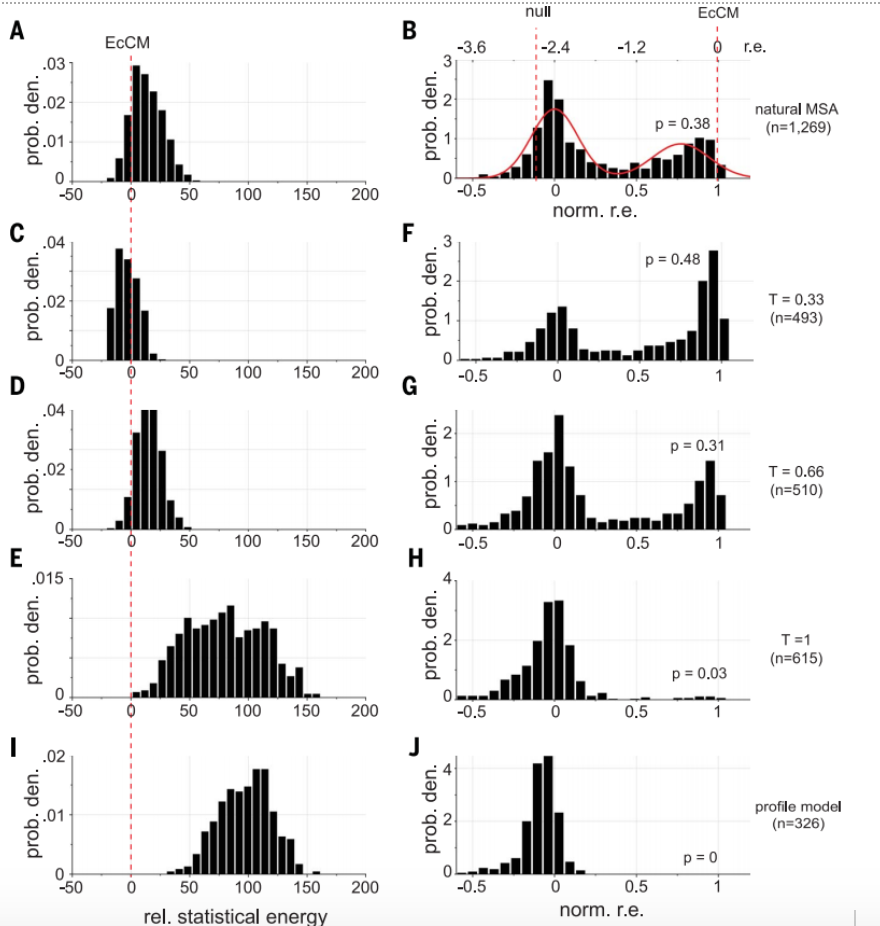 null EcCM
A B
EcCM
-3.6 -2.4 -1.2 0 r.e.
prob. den.
.03
.02
.01
0
-50 0 50 100 150 200
prob. den.
3
2
1
0
p = 0.38
natural MSA
(n=1,269)
-0.5 0 0.5 1
norm. r.e.
C F
prob. den.
.04
.02
0
-50 0 50 100 150 200
prob. den.
3
2
1
0
p = 0.48
T = 0.33
(n=493)
-0.5 0 0.5 1
D G
prob. den.
.04
.02
0
-50 0 50 100 150 200
prob. den.
2
1
0
p = 0.31
T = 0.66
(n=510)
-0.5 0 0.5 1
E H
prob. den.
.015
0
-50 0 50 100 150 200
prob. den.
4
2
0
p = 0.03
T =1
(n=615)
-0.5 0 0.5 1
I J
prob. den.
.02
.01
0
-50 0 50 100 150 200
rel. statistical energy
prob. den.
4
2
0
p = 0
profile model
(n=326)
-0.5 0 0.5 1
norm. r.e.